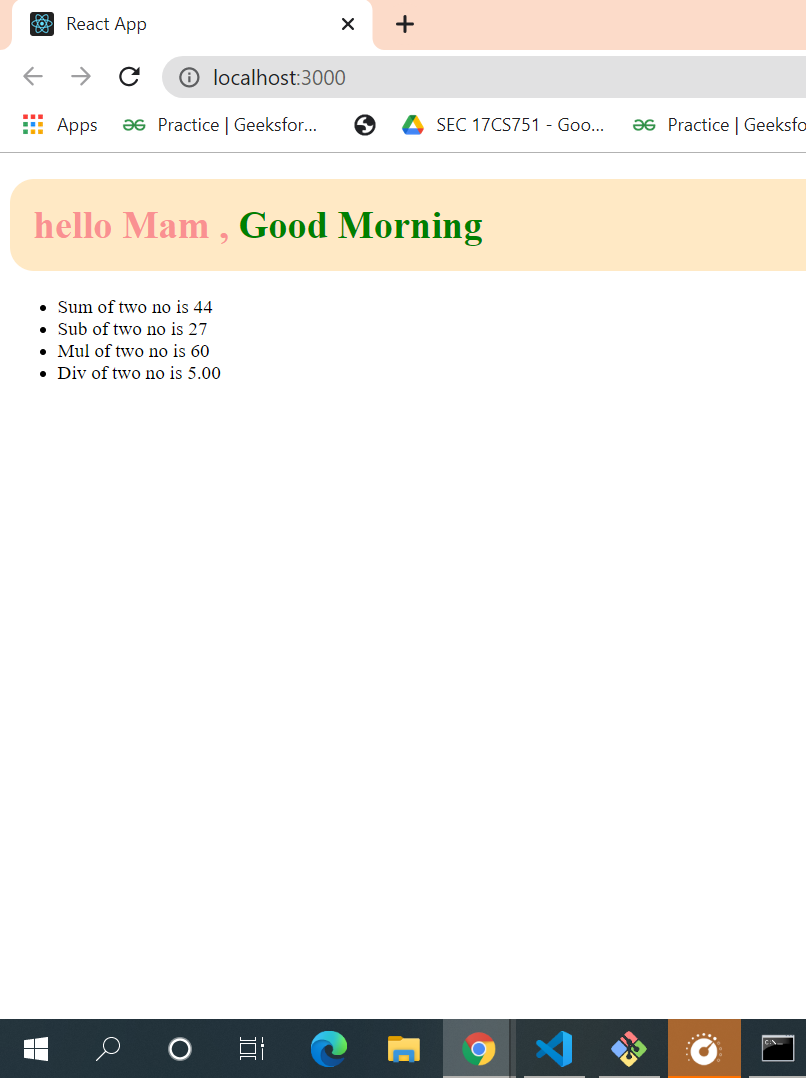 React App
localhost:3000
Apps Practice | Geeksfor... SEC 17CS751 - Goo... Practice | Geeksfo
hello Mam , Good Morning
Sum of two no is 44
Sub of two no is 27
Mul of two no is 60
Div of two no is 5.00